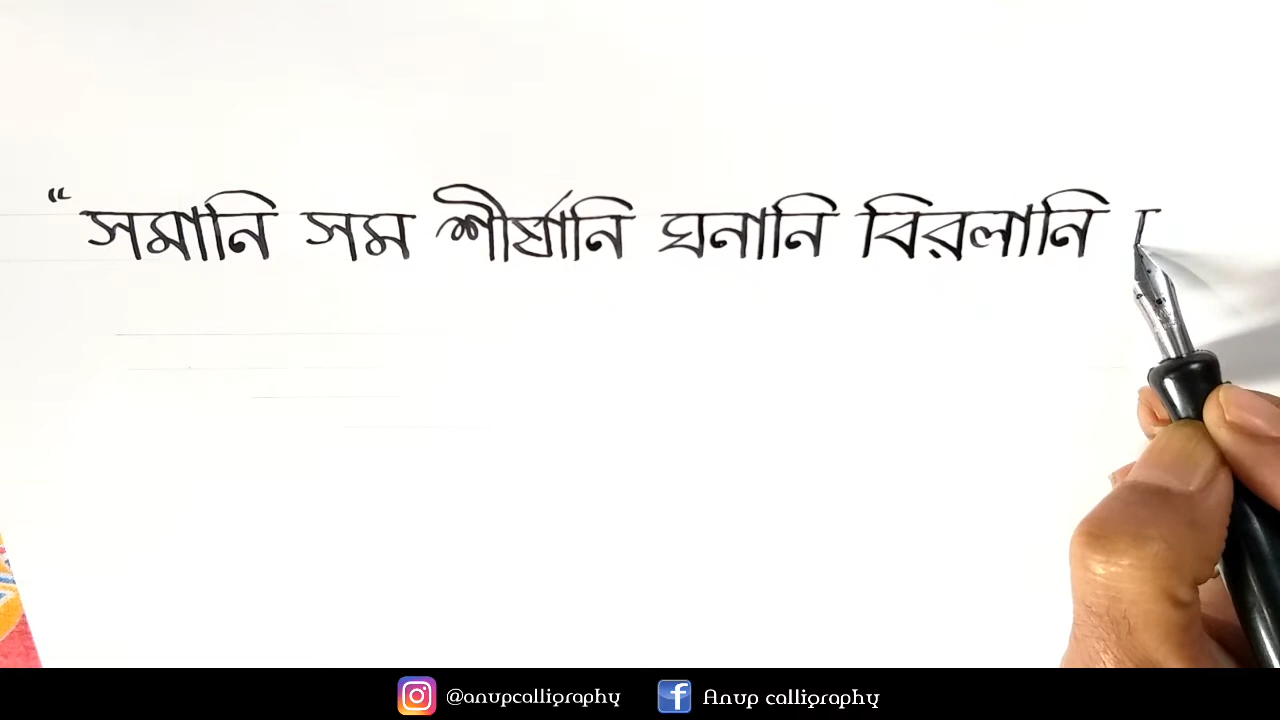 “ সমানি সম শীর্ষানি ঘনানি বিরলানি
@anupcalligraphy Anup calligraphy